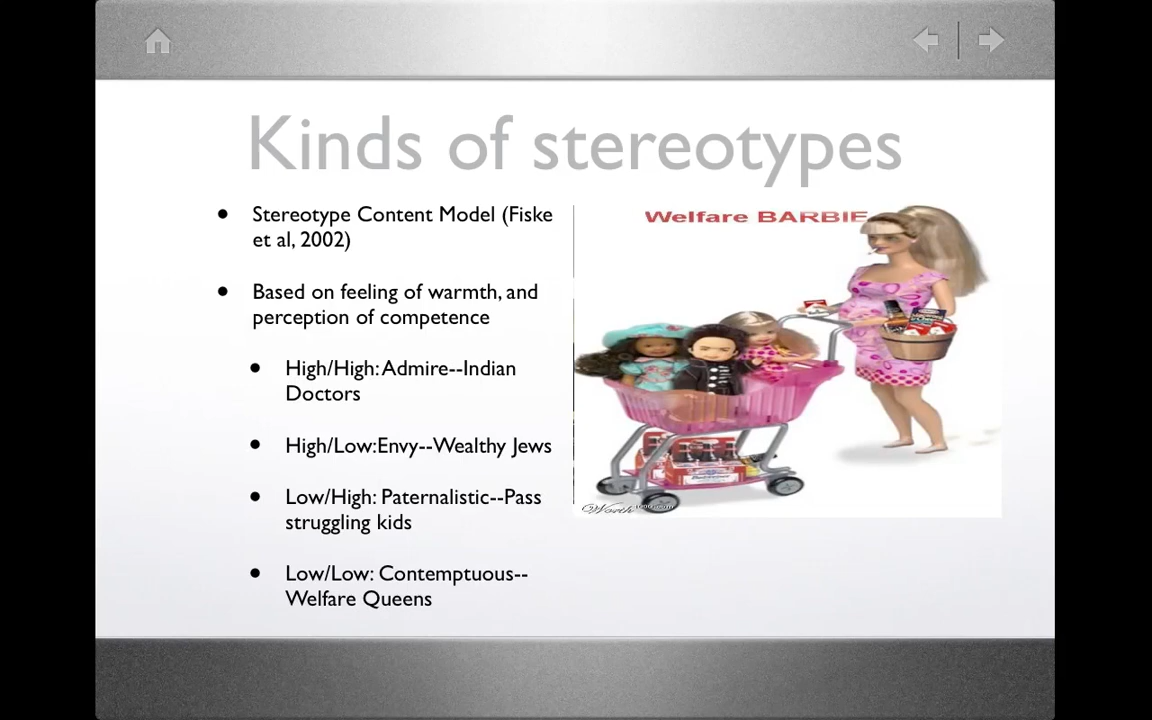 Kinds of stereotypes
Stereotype Content Model (Fiske
et al, 2002)
Based on feeling of warmth, and
perception of competence
High/High: Admire--Indian
Doctors
High/Low:Envy--Wealthy Jews
Low/High: Paternalistic--Pass
struggling kids
Low/Low: Contemptuous--
Welfare Queens
Welfare BARBIE
Worth